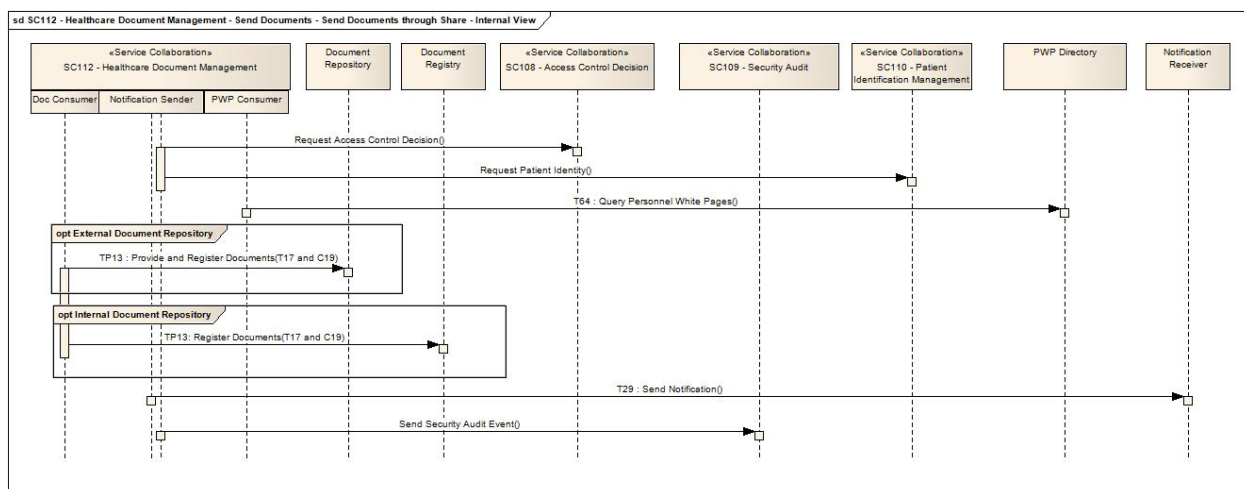 sd SC112 - Healthcare Document Management - Send Documents - Send Documents through Share - Internal View
«Service Collaboration»
SC112 - Healthcare Document Management
Doc Consumer
Notification Sender
PWP Consumer
Document
Repository
Document
Registry
«Service Collaboration»
SC108 - Access Control Decision
«Service Collaboration»
SC109 - Security Audit
«Service Collaboration»
SC110 - Patient
Identification Management
PWP Directory
Notification
Receiver
Request Access Control Decision()
Request Patient Identity()
T64 : Query Personnel White Pages()
opt External Document Repository
TP13 : Provide and Register Documents(T17 and C19)
opt Internal Document Repository
TP13: Register Documents(T17 and C19)
T29 : Send Notification()
Send Security Audit Event()